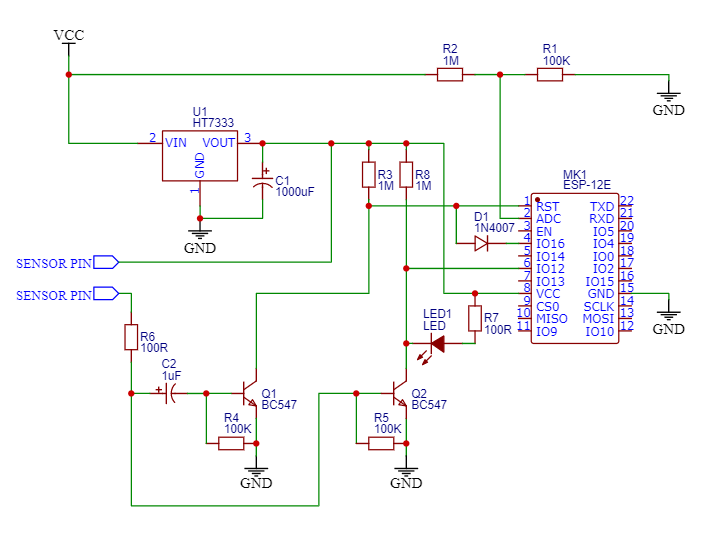 VCC
R2
1M
R1
100K
GND
U1
HT7333
2
VIN
VOUT
3
GND
1
C1
1000uF
GND
R3
1M
R8
1M
MK1
ESP-12E
1
RST
TXD
22
2
ADC
RXD
21
3
EN
IO5
20
4
IO16
IO4
19
5
IO14
IO0
18
6
IO12
IO2
17
7
IO13
IO15
16
8
VCC
GND
15
9
CS0
SCLK
14
10
MISO
MOSI
13
11
IO9
IO10
12
D1
1N4007
SENSOR PIN
SENSOR PIN
GND
LED1
LED
R7
100R
R6
100R
C2
1uF
Q1
BC547
R4
100K
GND
Q2
BC547
R5
100K
GND